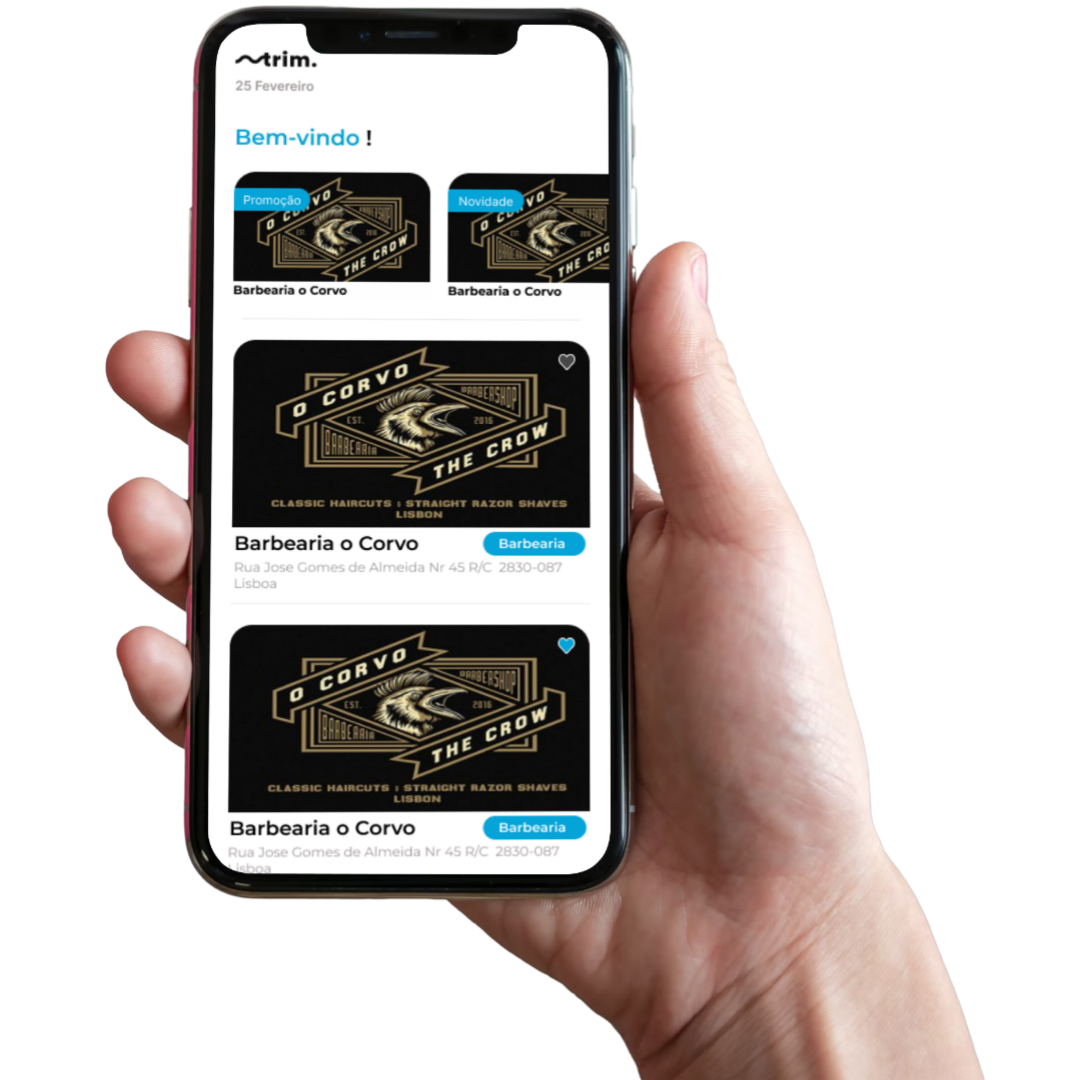 trim.
25 Fevereiro
Bem-vindo !
Promoção
O CORVO
BARBERSHOP
EST.
2016
BARBEARIA
THE CROW
Barbearia o Corvo
Novidade
O CORVO
BARBERSHOP
EST.
2016
BARBEARIA
THE CRO
Barbearia o Corvo
O CORVO
BARBERSHOP
EST.
2016
BARBEARIA
THE CROW
CLASSIC HAIRCUTS : STRAIGHT RAZOR SHAVES
LISBON
Barbearia o Corvo
Barbearia
Rua Jose Gomes de Almeida Nr 45 R/C 2830-087
Lisboa
O CORVO
BARBERSHOP
EST.
2016
BARBEARIA
THE CROW
CLASSIC HAIRCUTS : STRAIGHT RAZOR SHAVES
LISBON
Barbearia o Corvo
Barbearia
Rua Jose Gomes de Almeida Nr 45 R/C 2830-087
Lisboa